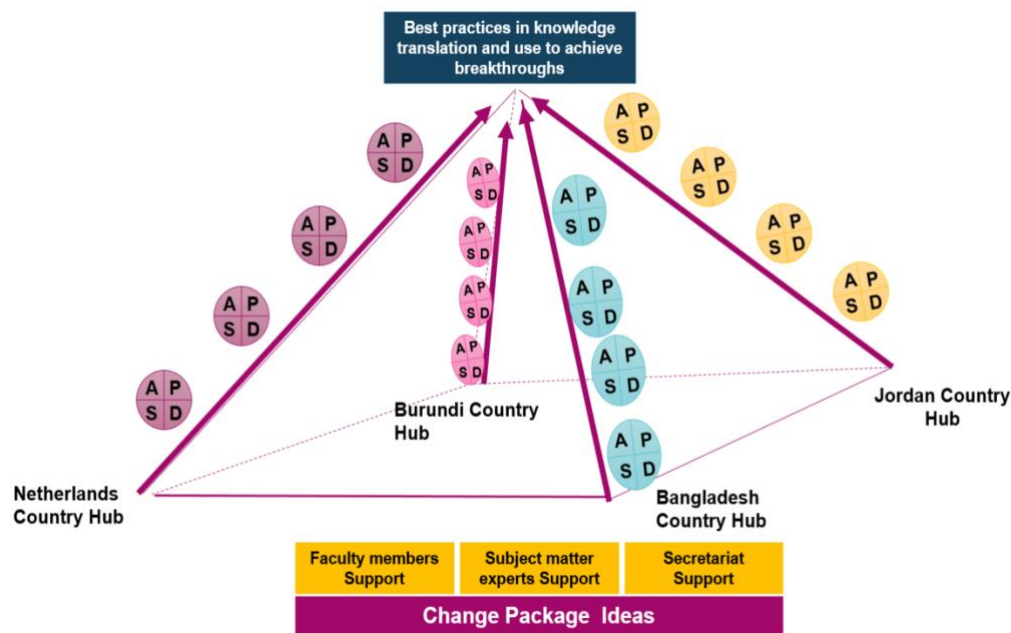 Best practices in knowledge
translation and use to achieve
breakthroughs
A P
S D
A P
S D
A P
S D
A P
S D
A P
S D
A P
S D
A P
S D
A P
S D
A P
S D
A P
S D
A P
S D
A P
S D
A P
S D
A P
S D
A P
S D
A P
S D
Burundi Country
Hub
Jordan Country
Hub
Netherlands
Country Hub
Bangladesh
Country Hub
Faculty members
Support
Subject matter
experts Support
Secretariat
Support
Change Package Ideas